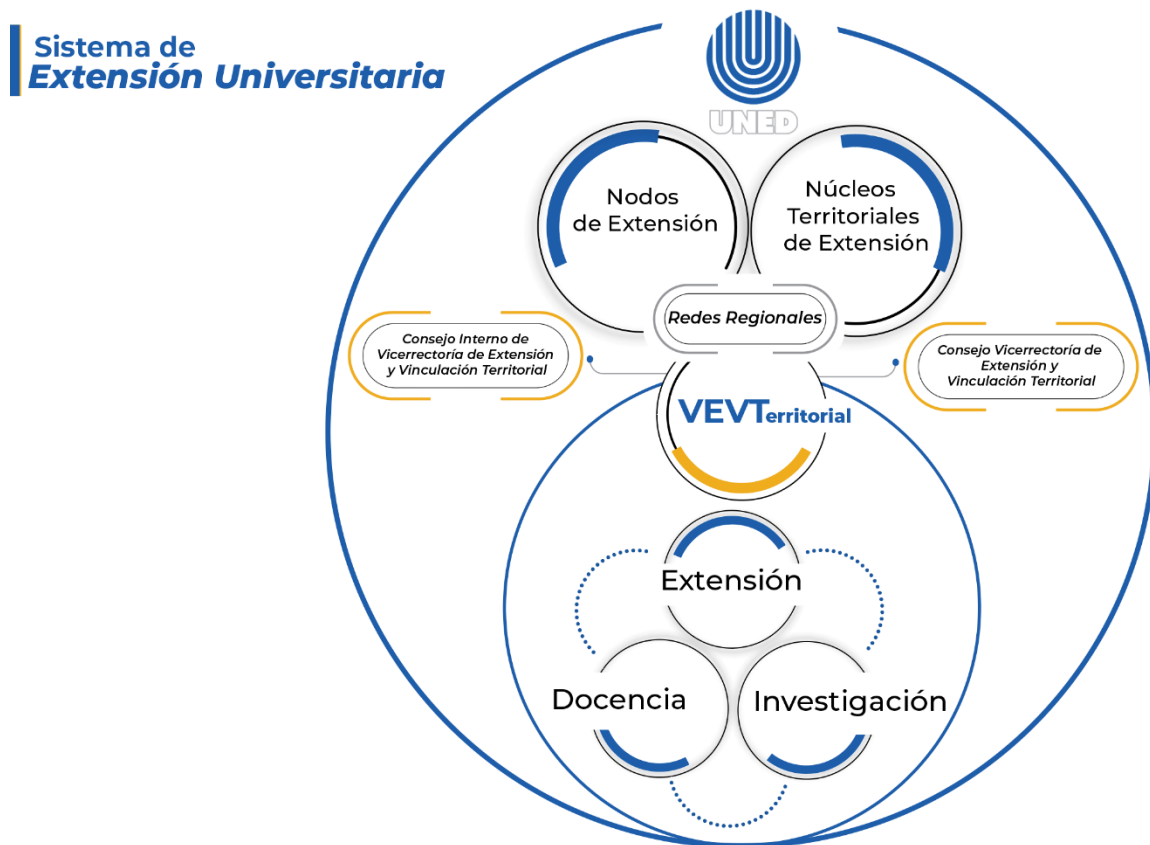 Sistema de
Extensión Universitaria
UNED
Nodos
de Extensión
Núcleos
Territoriales
de Extensión
Redes Regionales
Consejo Interno de
Vicerrectoría de Extensión
y Vinculación Territorial
Consejo Vicerrectoría de
Extensión y
Vinculación Territorial
VEVTerritorial
Extensión
Docencia
Investigación